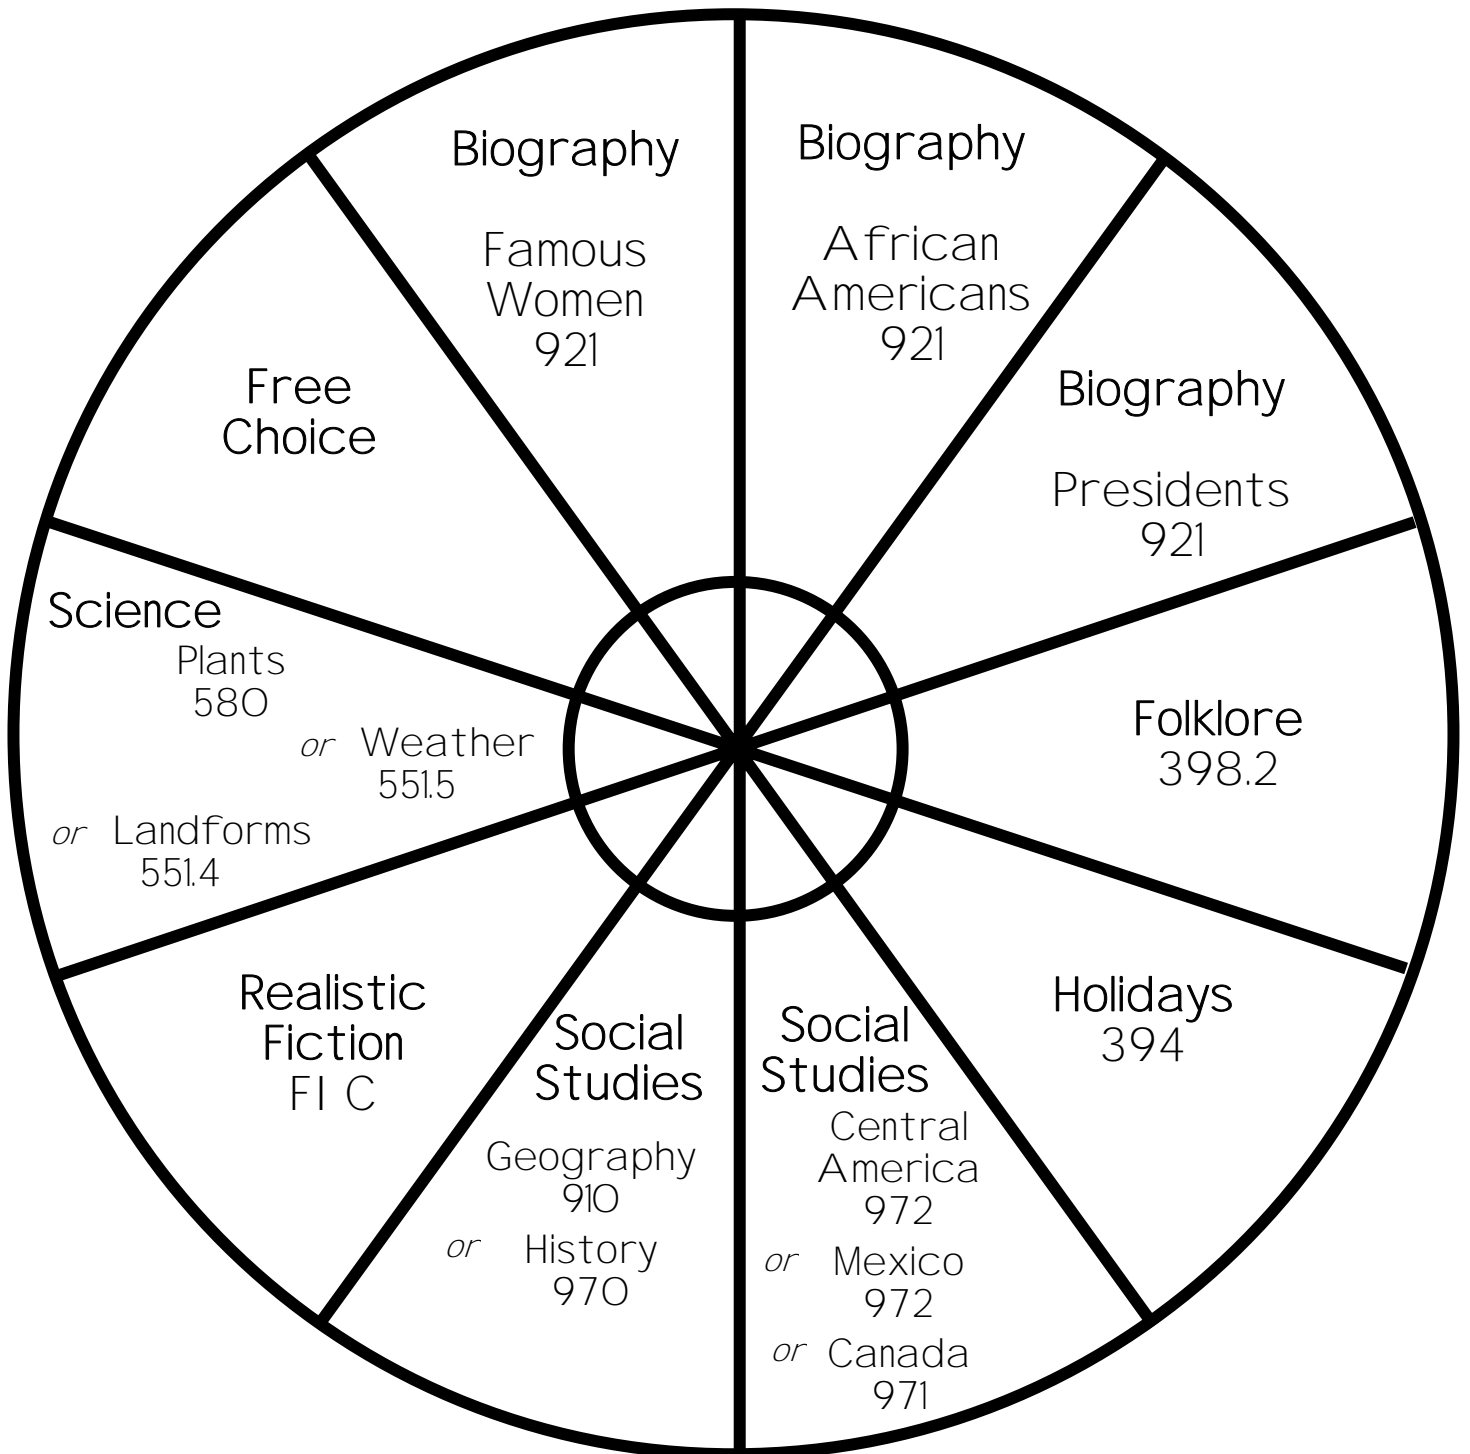 Biography
Famous
Women
921
Biography
African
Americans
921
Biography
Presidents
921
Folklore
398.2
Holidays
394
Social
Studies
Central
America
972
or Mexico
972
or Canada
971
Social
Studies
Geography
910
or History
970
Realistic
Fiction
FIC
Science
Plants
580
or Weather
551.5
or Landforms
551.4
Free
Choice